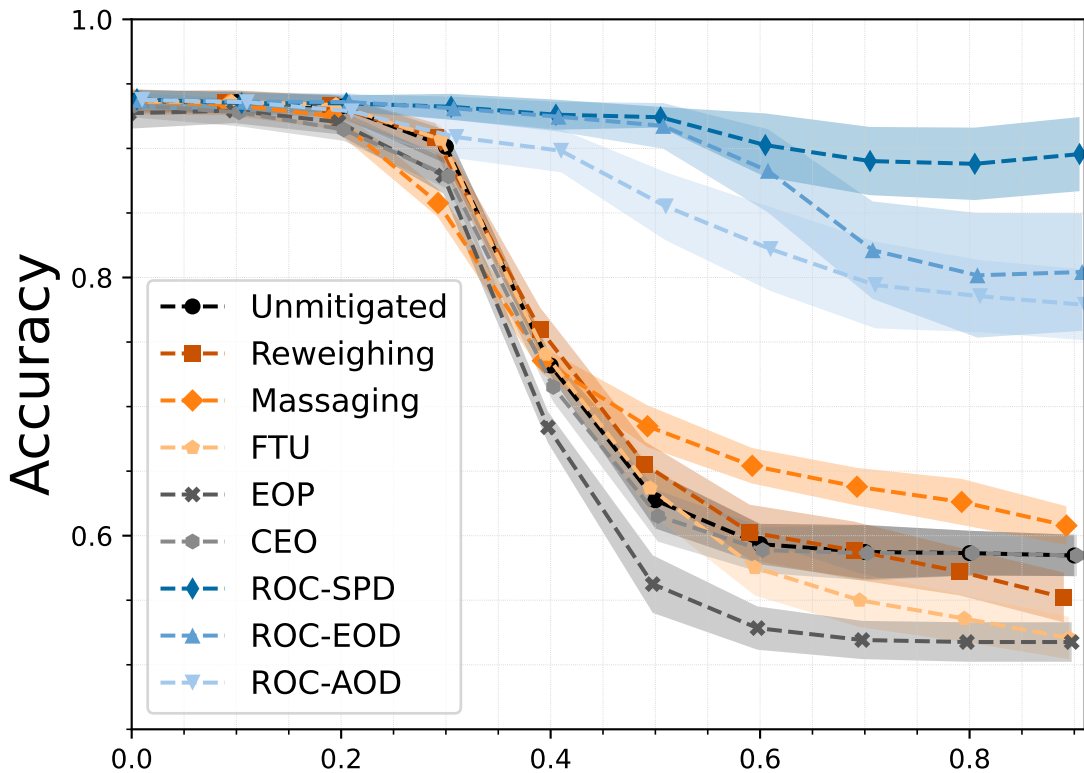 1.0
0.8
0.6
Accuracy
Unmitigated
Reweighing
Massaging
FTU
EOP
CEO
ROC-SPD
ROC-EOD
ROC-AOD
0.0 0.2 0.4 0.6 0.8